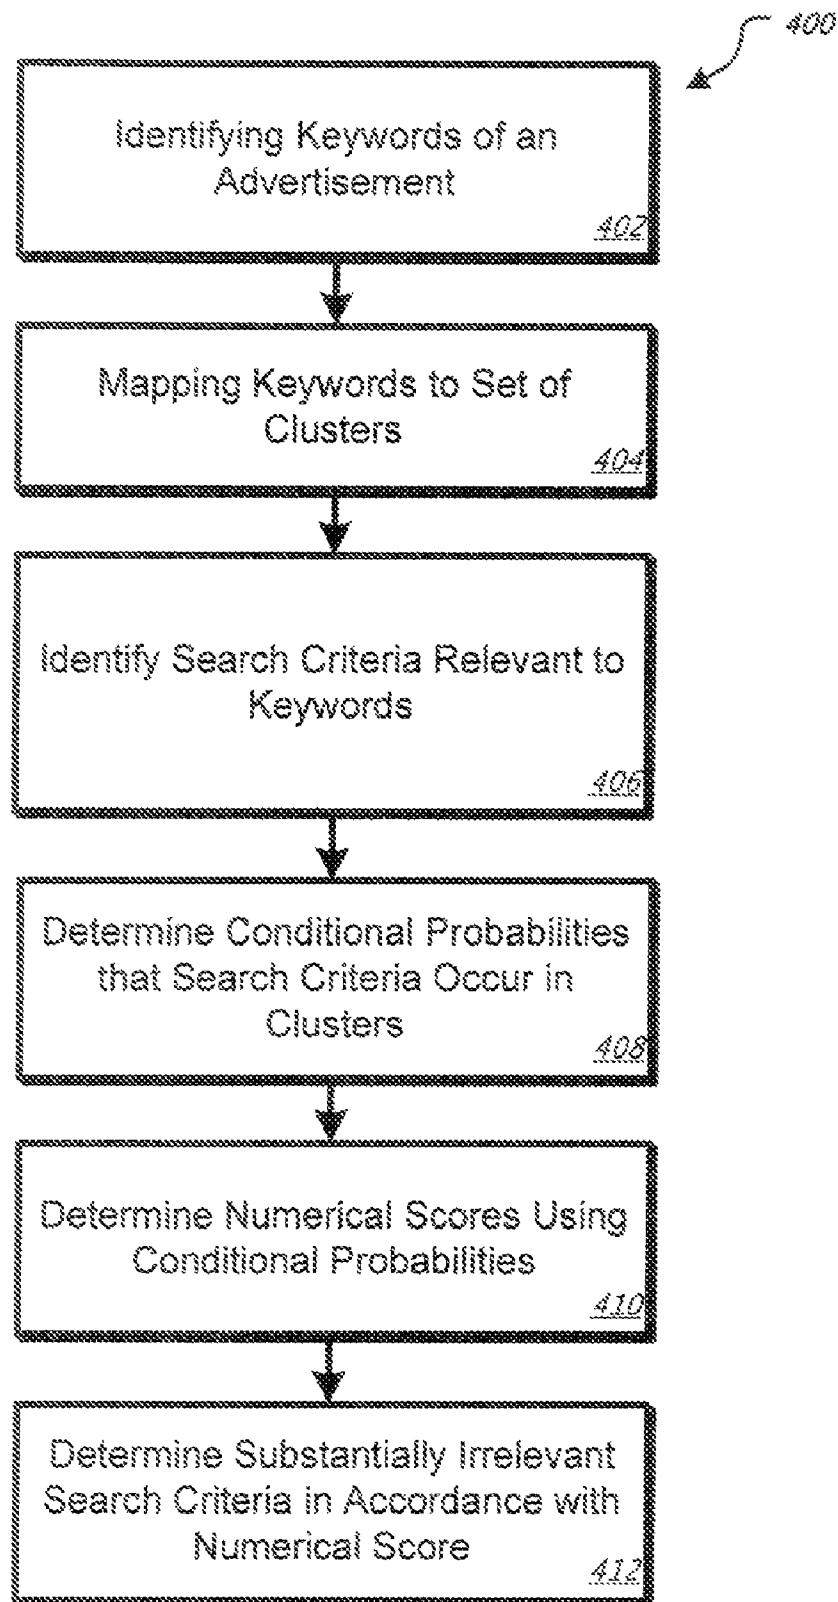 400
Identifying Keywords of an
Advertisement
402
Mapping Keywords to Set of
Clusters
404
Identify Search Criteria Relevant to
Keywords
406
Determine Conditional Probabilities
that Search Criteria Occur in
Clusters
408
Determine Numerical Scores Using
Conditional Probabilities
410
Determine Substantially Irrelevant
Search Criteria in Accordance with
Numerical Score
412